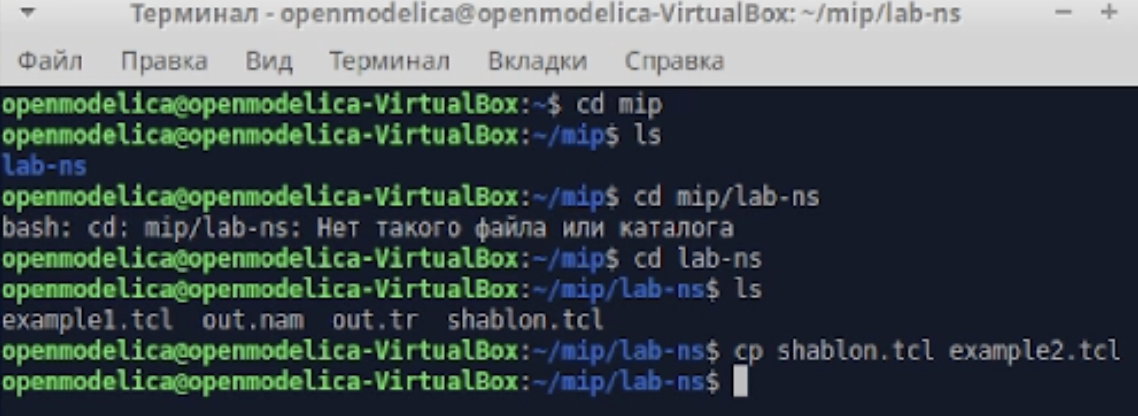 Терминал - openmodelica@openmodelica-VirtualBox: ~/mip/lab-ns
Файл Правка Вид Терминал Вкладки Справка
openmodelica@openmodelica-VirtualBox:~$ cd mip
openmodelica@openmodelica-VirtualBox:~/mip$ ls
lab-ns
openmodelica@openmodelica-VirtualBox:~/mip$ cd mip/lab-ns
bash: cd: mip/lab-ns: Нет такого файла или каталога
openmodelica@openmodelica-VirtualBox:~/mip$ cd lab-ns
openmodelica@openmodelica-VirtualBox:~/mip/lab-ns$ ls
example1.tcl out.nam out.tr shablon.tcl
openmodelica@openmodelica-VirtualBox:~/mip/lab-ns$ cp shablon.tcl example2.tcl
openmodelica@openmodelica-VirtualBox:~/mip/lab-ns$